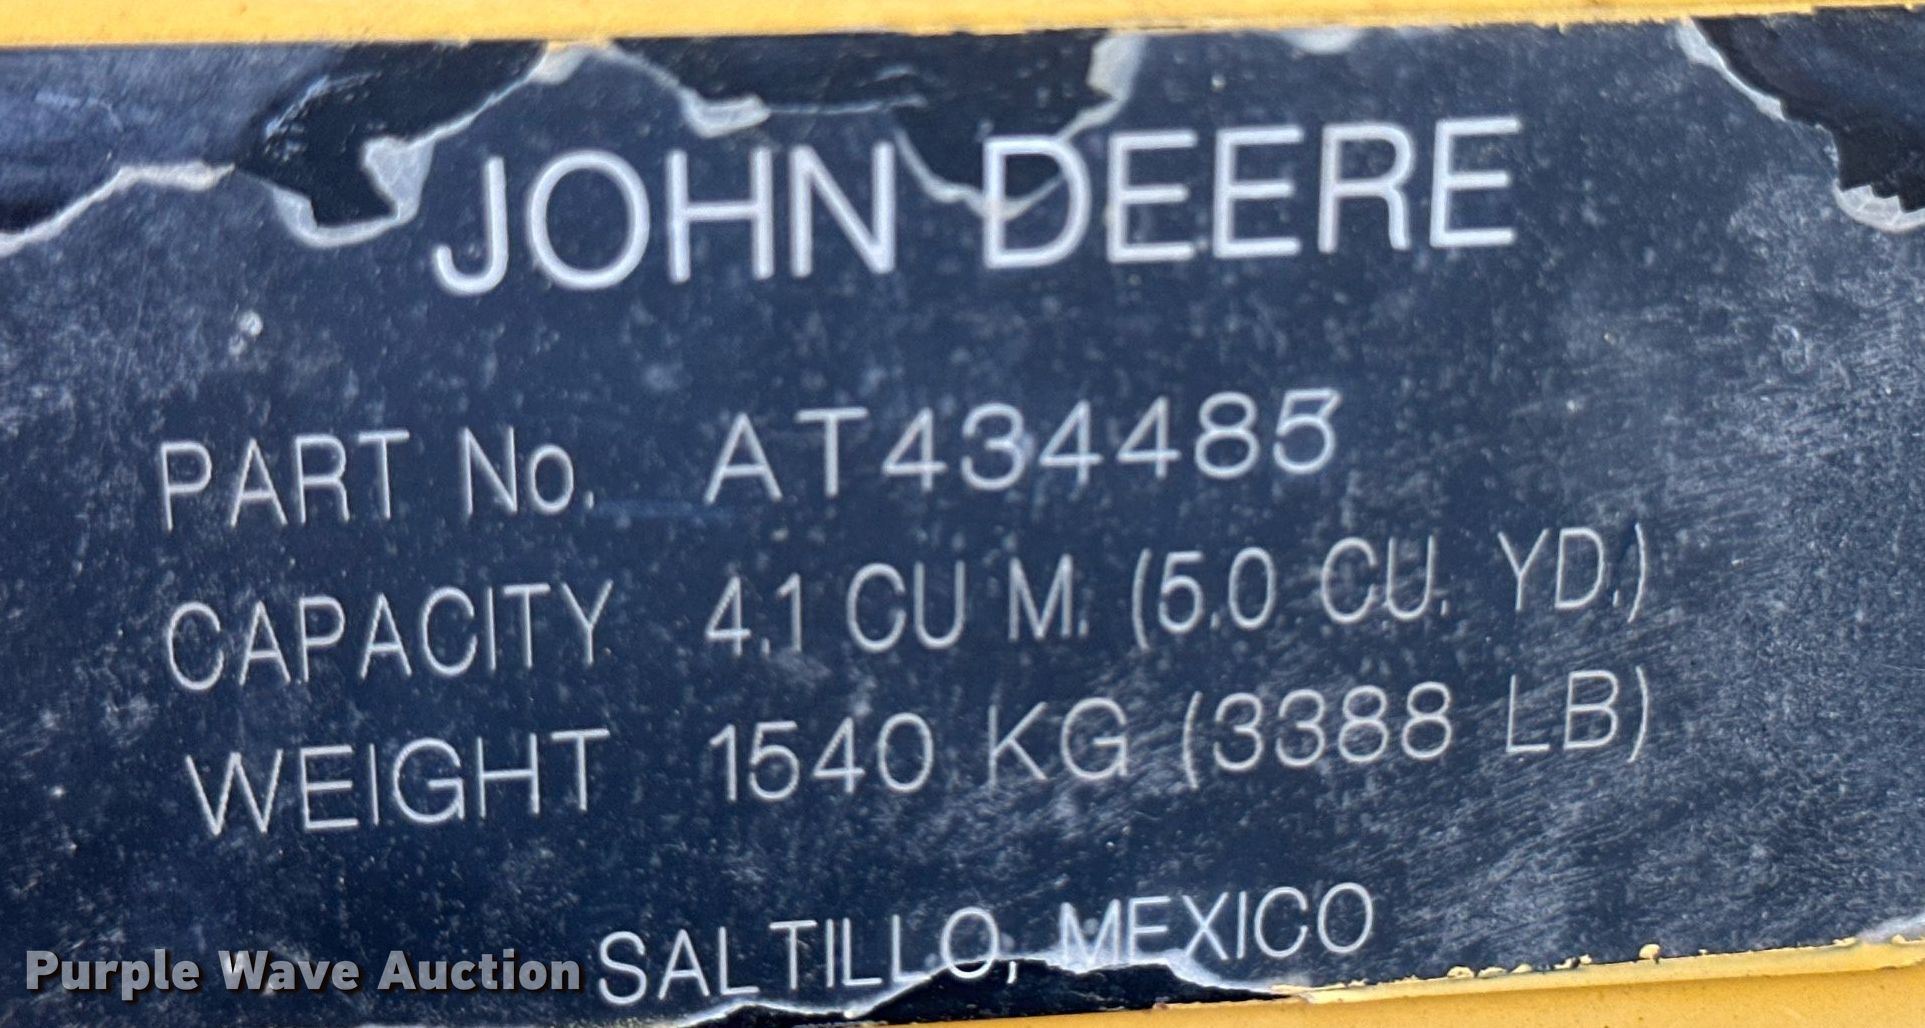 JOHN DEERE
PART No. AT434485
CAPACITY 4.1 CU M. (5.0 CU. YD.)
WEIGHT 1540 KG (3388 LB)
SALTILLO, MEXICO
Purple Wave Auction